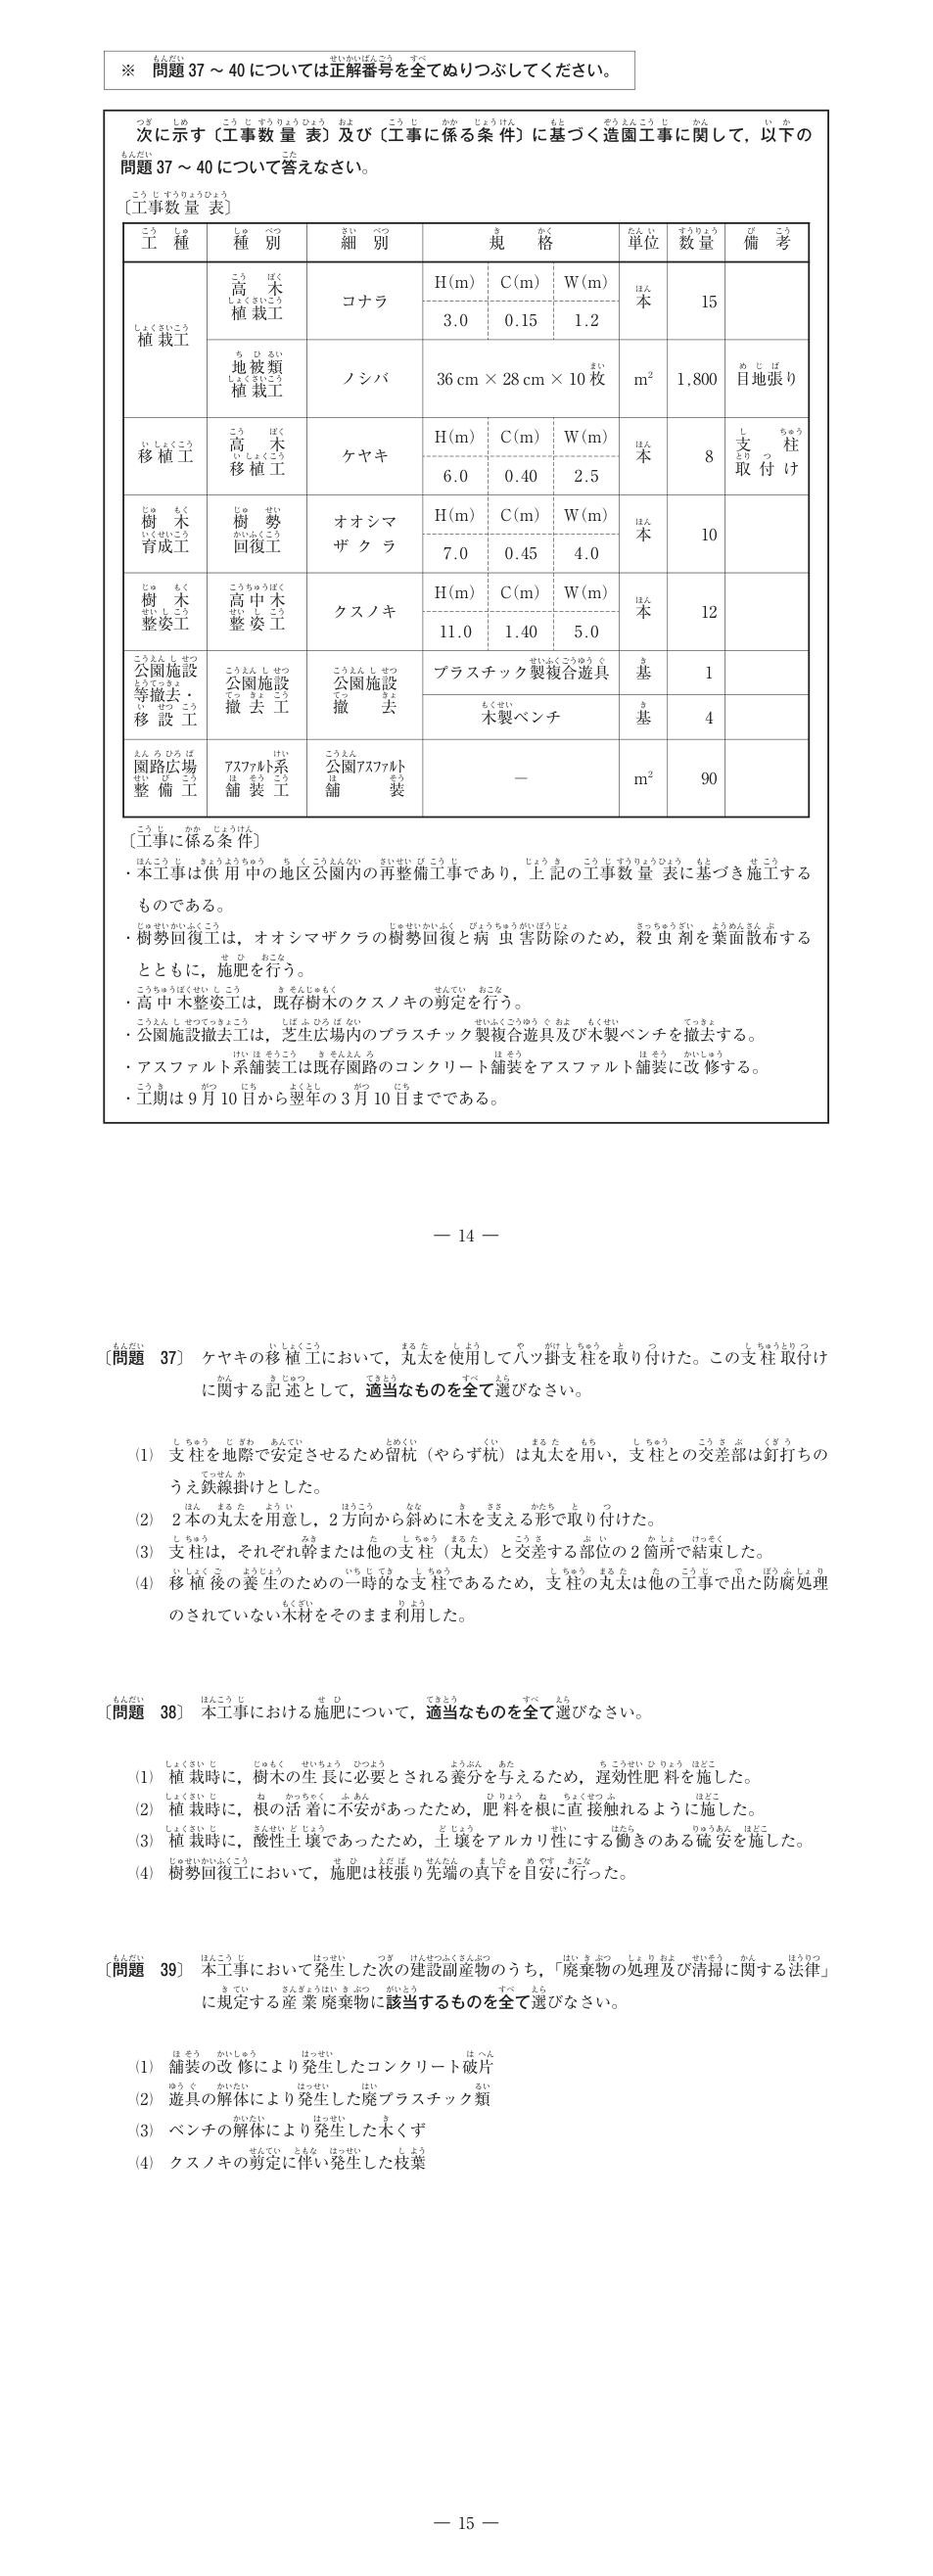 ※ 問題 37 ～ 40 については正解番号を全てぬりつぶしてください。
次に示す〔工事数量表〕及び〔工事に係る条件〕に基づく造園工事に関して，以下の
問題 37 ～ 40 について答えなさい。
〔工事数量表〕
工種 種別 細別 規格 単位 数量 備考
植栽工 高木植栽工 コナラ H(m) C(m) W(m) 本 15
3.0 0.15 1.2
地被類植栽工 ノシバ 36 cm × 28 cm × 10 枚 m² 1,800 目地張り
移植工 高木移植工 ケヤキ H(m) C(m) W(m) 本 8 支柱取付け
6.0 0.40 2.5
樹木育成工 樹勢回復工 オオシマザクラ H(m) C(m) W(m) 本 10
7.0 0.45 4.0
樹木整姿工 高中木整姿工 クスノキ H(m) C(m) W(m) 本 12
11.0 1.40 5.0
公園施設等撤去・移設工 公園施設撤去工 公園施設撤去 プラスチック製複合遊具 基 1
木製ベンチ 基 4
園路広場整備工 アスファルト系舗装工 公園アスファルト舗装 ― m² 90
〔工事に係る条件〕
・本工事は供用中の地区公園内の再整備工事であり，上記の工事数量表に基づき施工する
ものである。
・樹勢回復工は，オオシマザクラの樹勢回復と病虫害防除のため，殺虫剤を葉面散布する
とともに，施肥を行う。
・高中木整姿工は，既存樹木のクスノキの剪定を行う。
・公園施設撤去工は，芝生広場内のプラスチック製複合遊具及び木製ベンチを撤去する。
・アスファルト系舗装工は既存園路のコンクリート舗装をアスファルト舗装に改修する。
・工期は 9 月 10 日から翌年の 3 月 10 日までである。
― 14 ―
〔問題 37〕 ケヤキの移植工において，丸太を使用して八ツ掛支柱を取り付けた。この支柱取付け
に関する記述として，適当なものを全て選びなさい。
(1) 支柱を地際で安定させるため留杭（やらず杭）は丸太を用い，支柱との交差部は釘打ちの
うえ鉄線掛けとした。
(2) 2 本の丸太を用意し，2 方向から斜めに木を支える形で取り付けた。
(3) 支柱は，それぞれ幹または他の支柱（丸太）と交差する部位の 2 箇所で結束した。
(4) 移植後の養生のための一時的な支柱であるため，支柱の丸太は他の工事で出た防腐処理
のされていない木材をそのまま利用した。
〔問題 38〕 本工事における施肥について，適当なものを全て選びなさい。
(1) 植栽時に，樹木の生長に必要とされる養分を与えるため，遅効性肥料を施した。
(2) 植栽時に，根の活着に不安があったため，肥料を根に直接触れるように施した。
(3) 植栽時に，酸性土壌であったため，土壌をアルカリ性にする働きのある硫安を施した。
(4) 樹勢回復工において，施肥は枝張り先端の真下を目安に行った。
〔問題 39〕 本工事において発生した次の建設副産物のうち，「廃棄物の処理及び清掃に関する法律」
に規定する産業廃棄物に該当するものを全て選びなさい。
(1) 舗装の改修により発生したコンクリート破片
(2) 遊具の解体により発生した廃プラスチック類
(3) ベンチの解体により発生した木くず
(4) クスノキの剪定に伴い発生した枝葉
― 15 ―